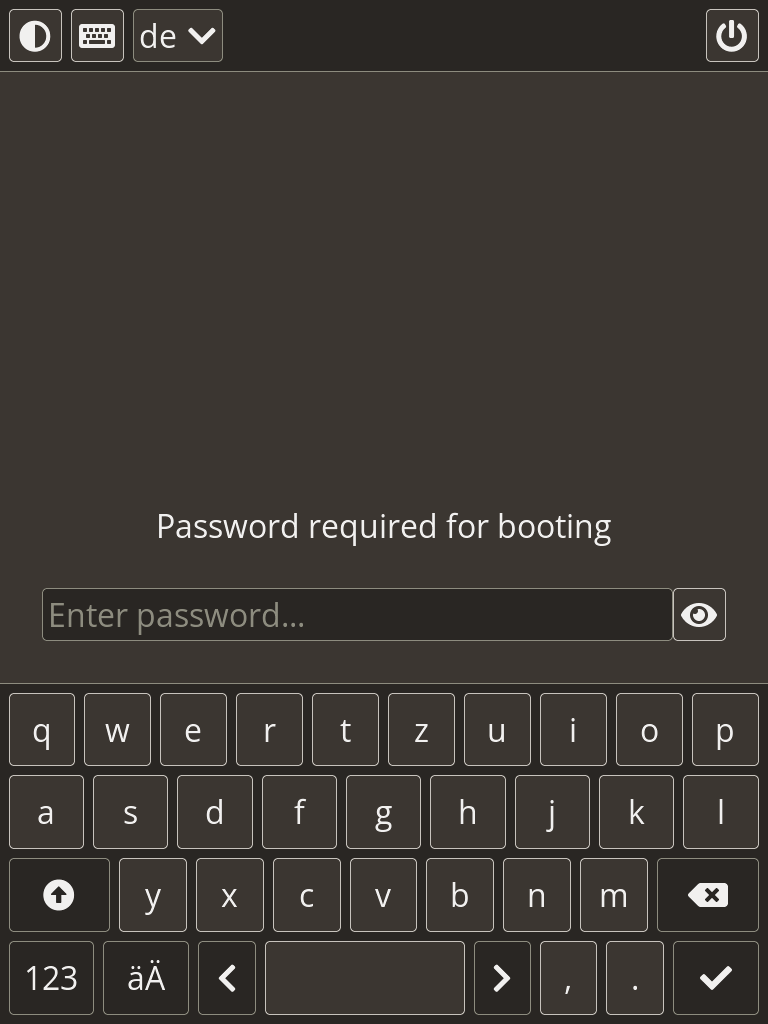 de
Password required for booting
Enter password...
q w e r t z u i o p
a s d f g h j k l
y x c v b n m
123 äÄ , .